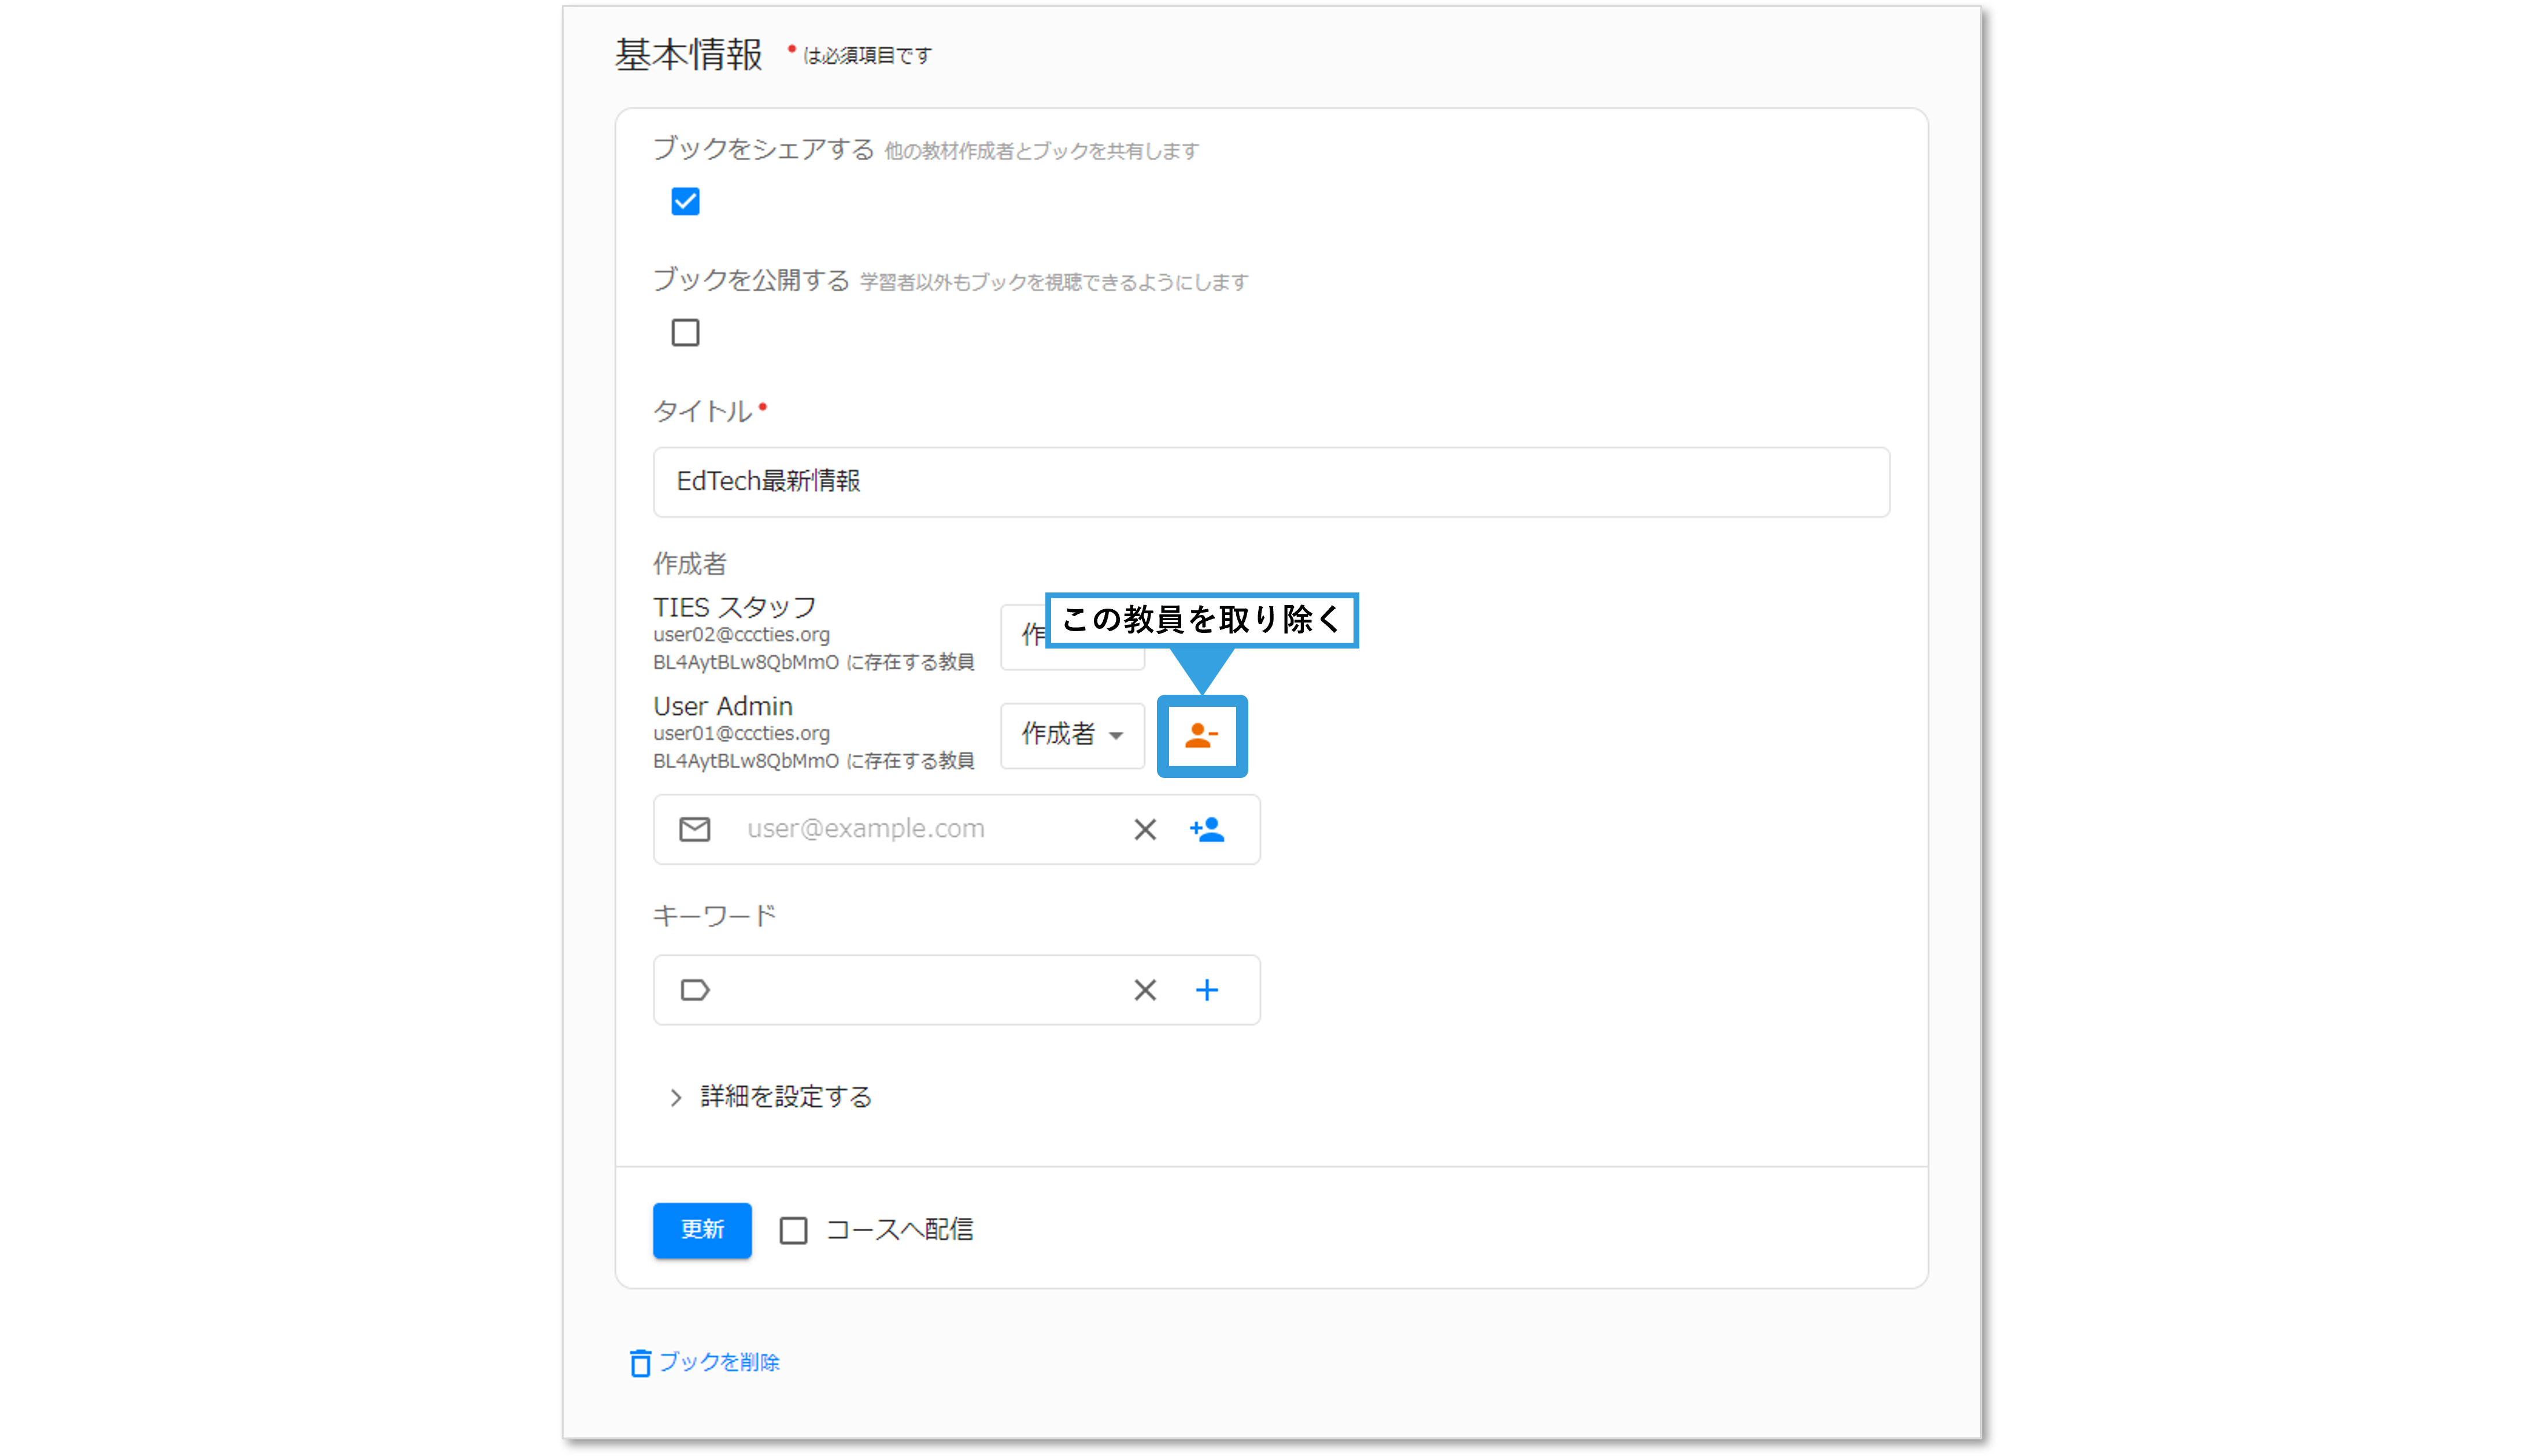 基本情報 • は必須項目です
ブックをシェアする 他の教材作成者とブックを共有します
ブックを公開する 学習者以外もブックを視聴できるようにします
タイトル •
EdTech最新情報
作成者
TIES スタッフ
user02@cccties.org
BL4AytBLw8QbMmO に存在する教員
作
この教員を取り除く
User Admin
user01@cccties.org
BL4AytBLw8QbMmO に存在する教員
作成者
user@example.com
キーワード
詳細を設定する
更新
コースへ配信
ブックを削除